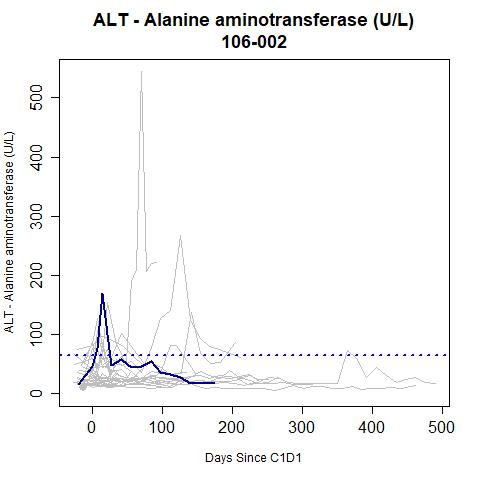 ALT - Alanine aminotransferase (U/L)
106-002
ALT - Alanine aminotransferase (U/L)
500
400
300
200
100
0
0 100 200 300 400 500
Days Since C1D1